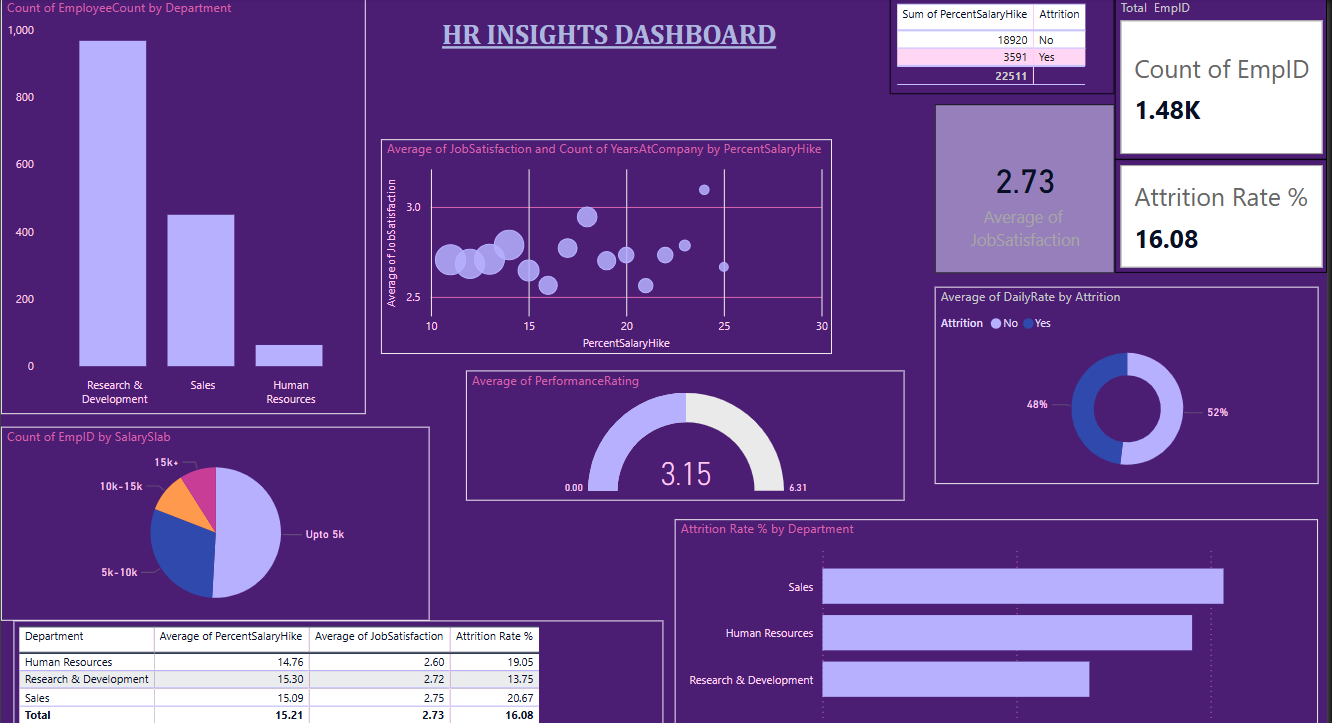 Count of EmployeeCount by Department
1,000
800
600
400
200
0
Research &
Development
Sales
Human
Resources
HR INSIGHTS DASHBOARD
Sum of PercentSalaryHike Attrition
18920 No
3591 Yes
22511
Total EmpID
Count of EmpID
1.48K
2.73
Average of
JobSatisfaction
Attrition Rate %
16.08
Average of JobSatisfaction and Count of YearsAtCompany by PercentSalaryHike
Average of JobSatisfaction
3.0
2.5
10 15 20 25 30
PercentSalaryHike
Average of DailyRate by Attrition
Attrition No Yes
48%
52%
Average of PerformanceRating
3.15
0.00
6.31
Count of EmpID by SalarySlab
15k+
10k-15k
Upto 5k
5k-10k
Attrition Rate % by Department
Sales
Human Resources
Research & Development
Department Average of PercentSalaryHike Average of JobSatisfaction Attrition Rate %
Human Resources 14.76 2.60 19.05
Research & Development 15.30 2.72 13.75
Sales 15.09 2.75 20.67
Total 15.21 2.73 16.08